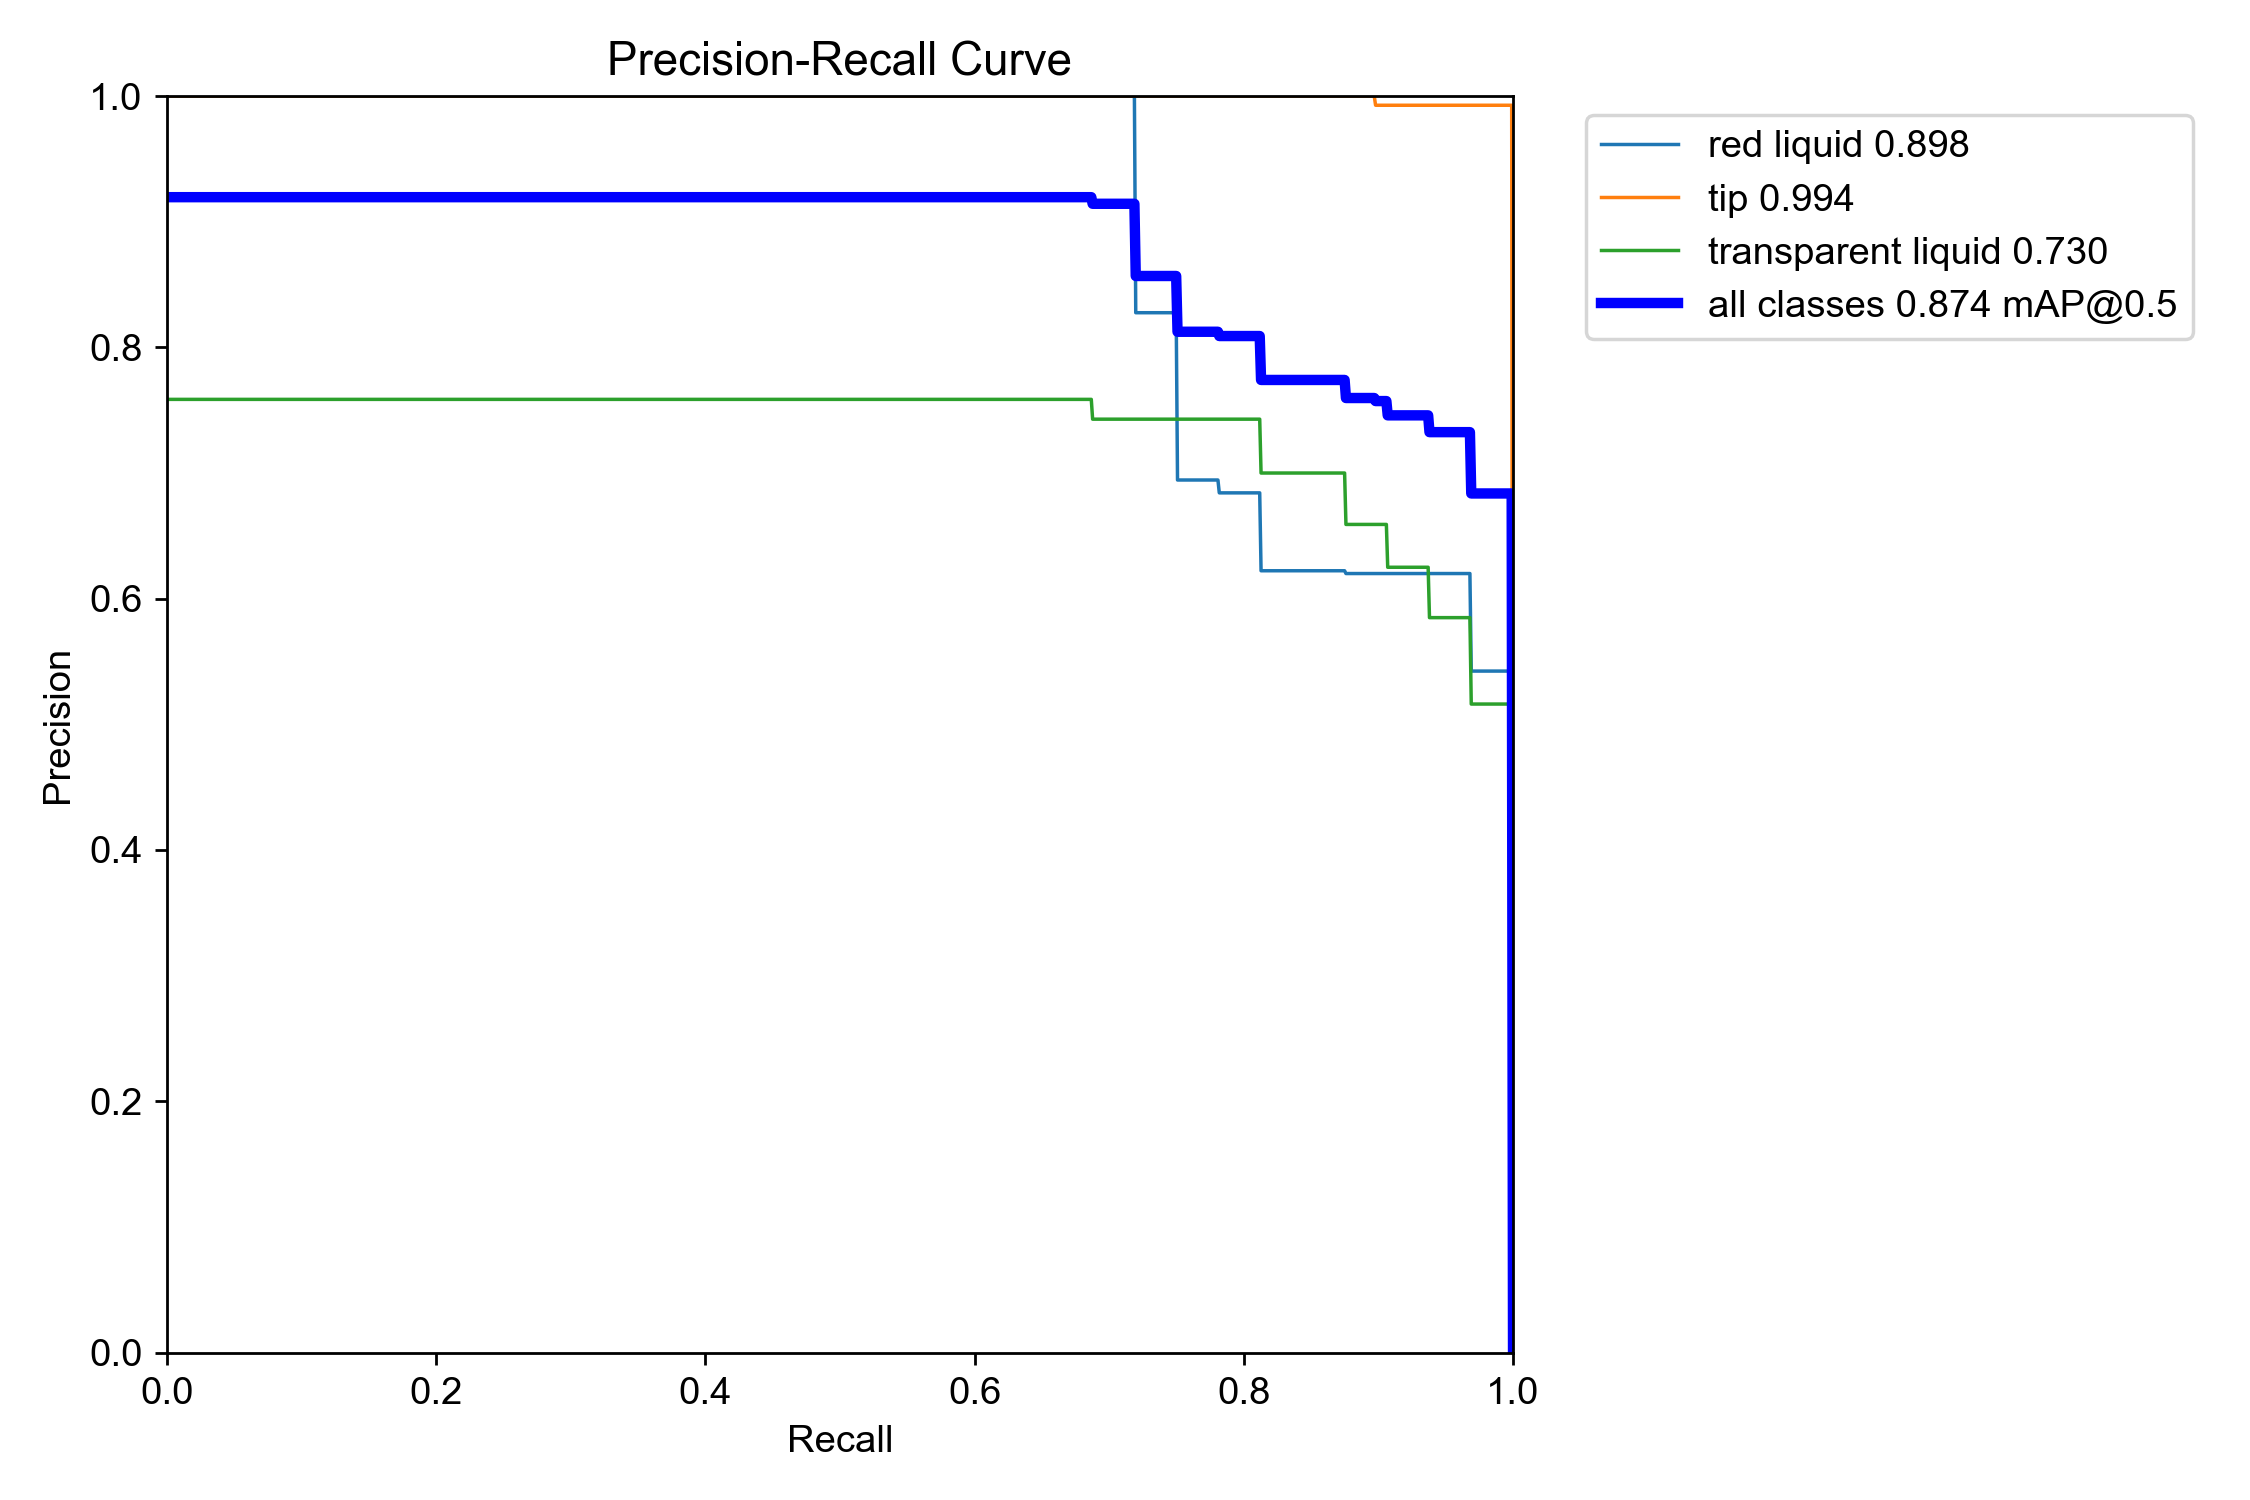 Precision-Recall Curve
1.0
0.8
0.6
0.4
0.2
0.0
Precision
0.0 0.2 0.4 0.6 0.8 1.0
Recall
red liquid 0.898
tip 0.994
transparent liquid 0.730
all classes 0.874 mAP@0.5